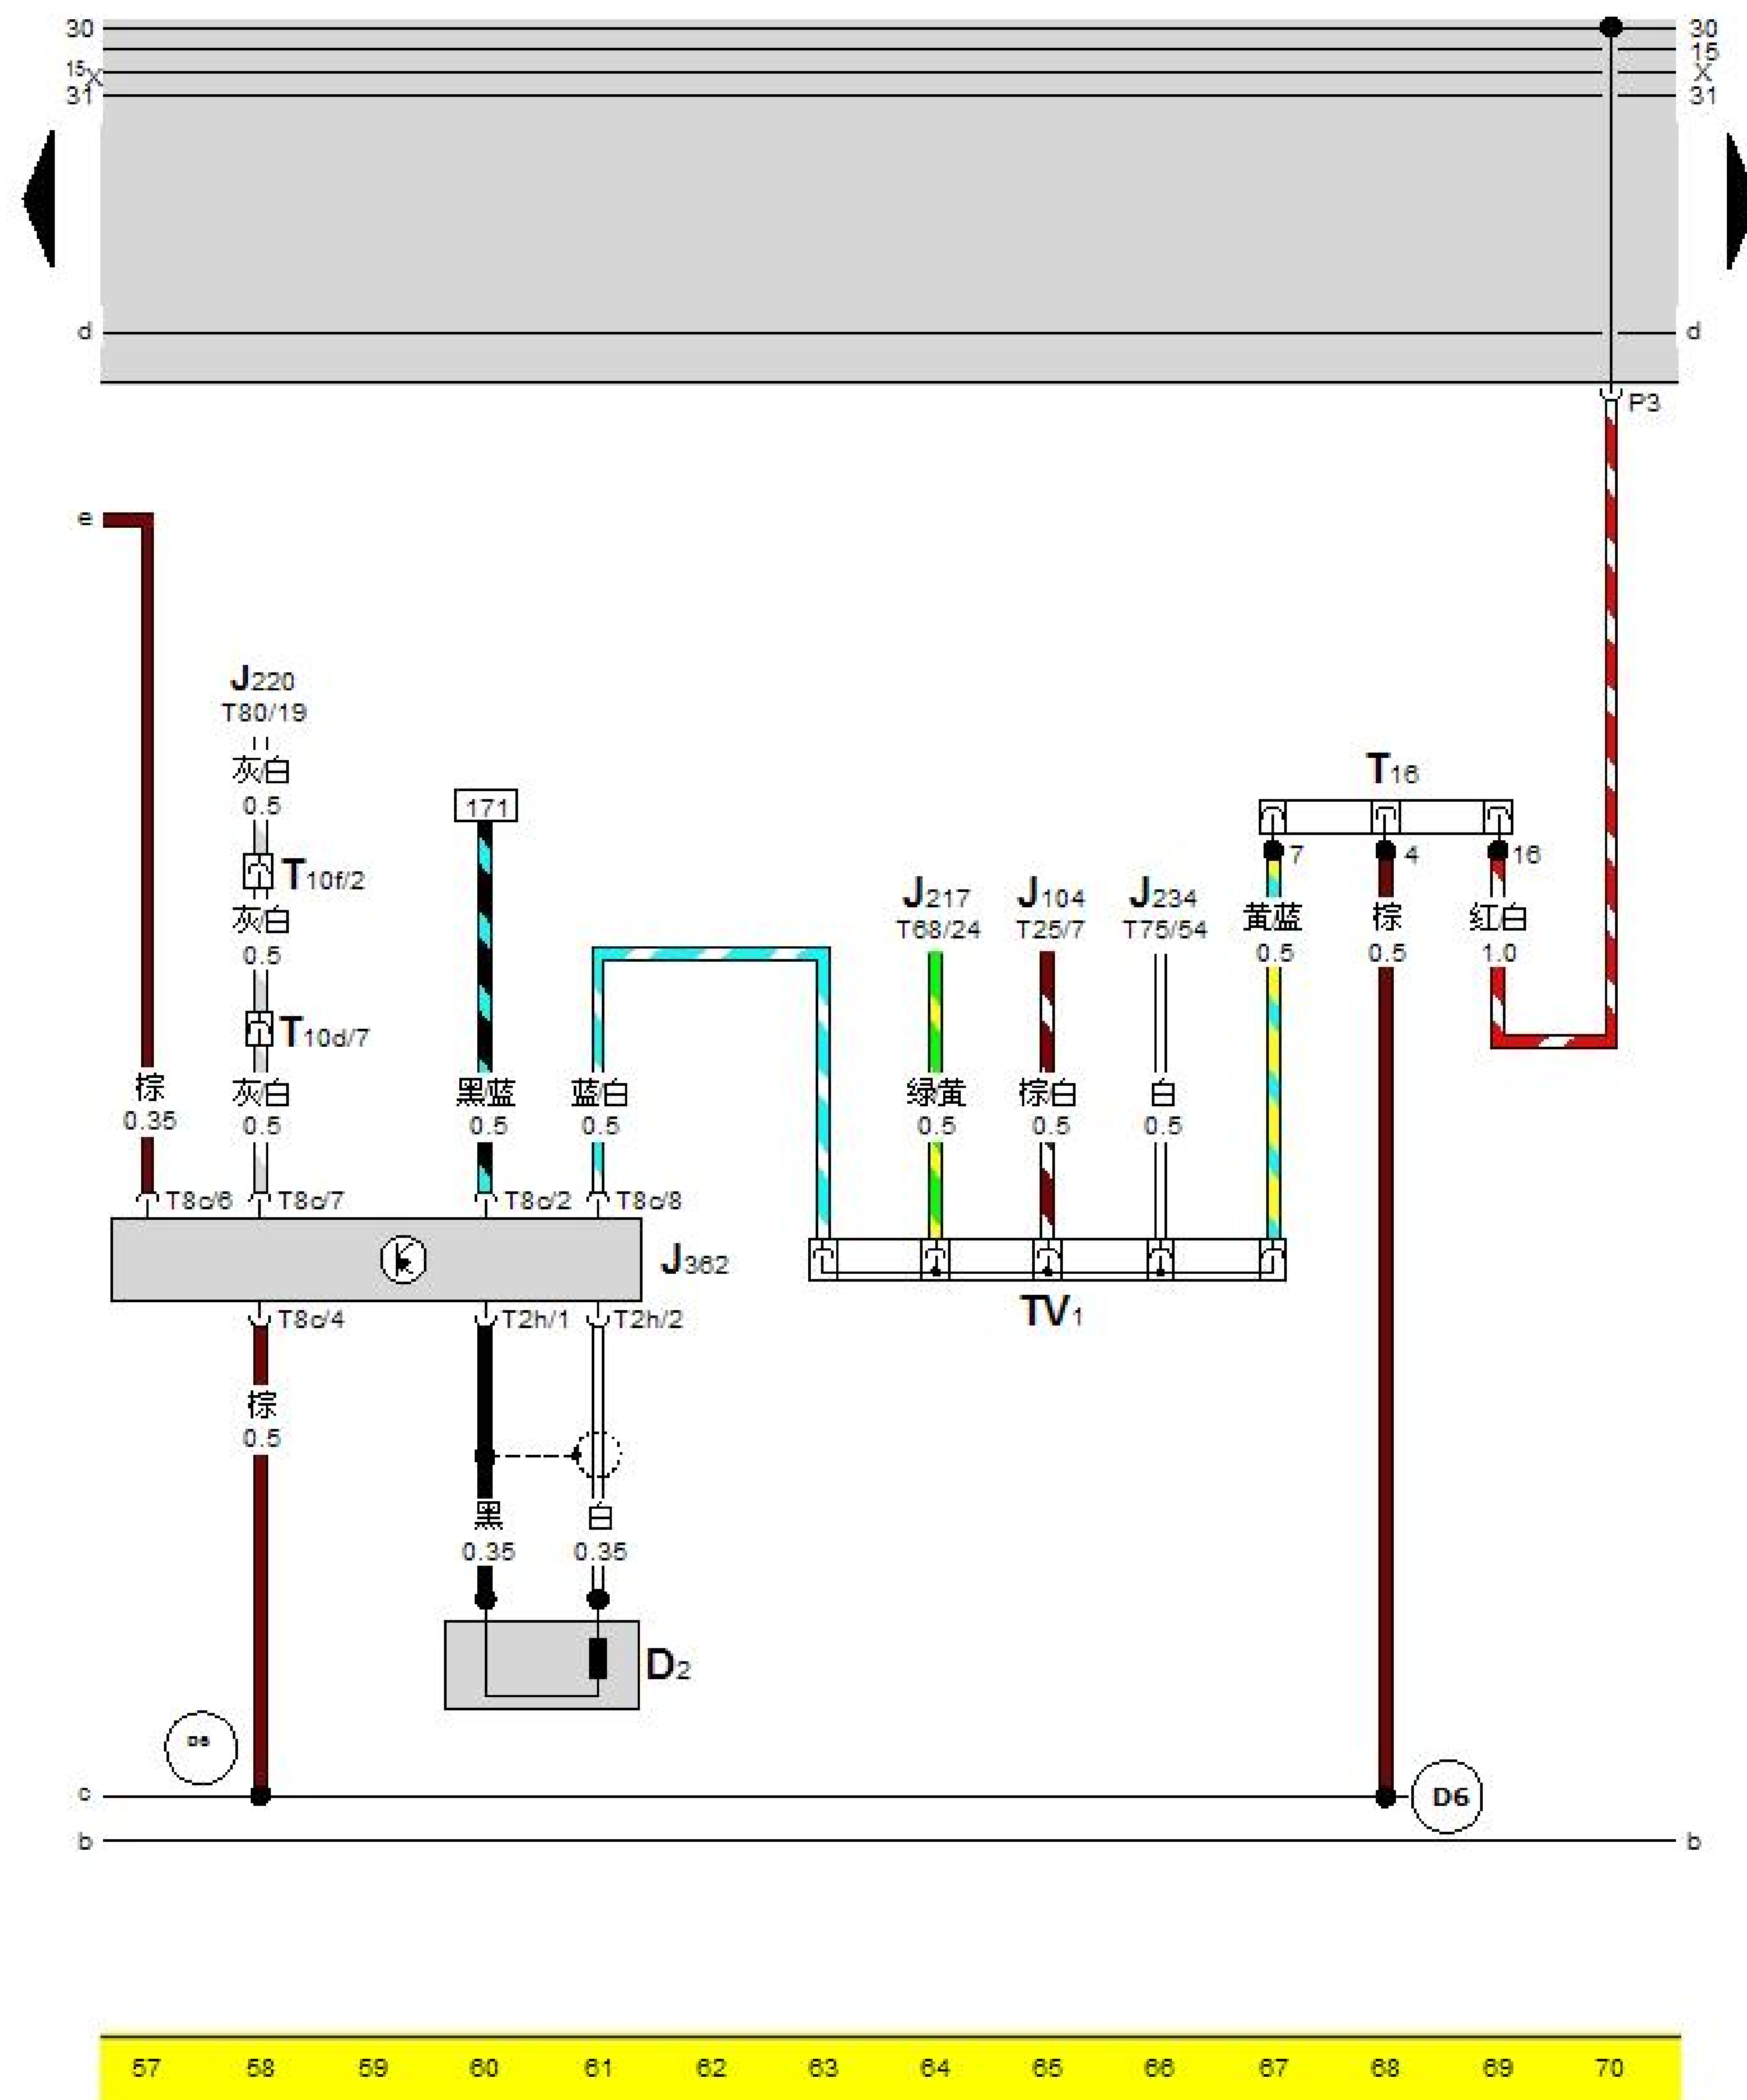 30 30
15
15 X
X
31 31
d d
P3
e
J220
T80/19
灰/白
0.5
T16
171
7 4 16
T10f/2
J217 J104 J234
T68/24 T25/7 T75/54
灰/白 黄/蓝 棕 红/白
0.5 0.5 0.5 1.0
T10d/7
棕 灰/白 黑/蓝 蓝/白 绿/黄 棕/白 白
0.35 0.5 0.5 0.5 0.5 0.5 0.5
T8c/6 T8c/7 T8c/2 T8c/8
J362
TV1
T8c/4 T2h/1 T2h/2
棕
0.5
黑 白
0.35 0.35
D2
c D6
b b
57 58 59 60 61 62 63 64 65 66 67 68 69 70